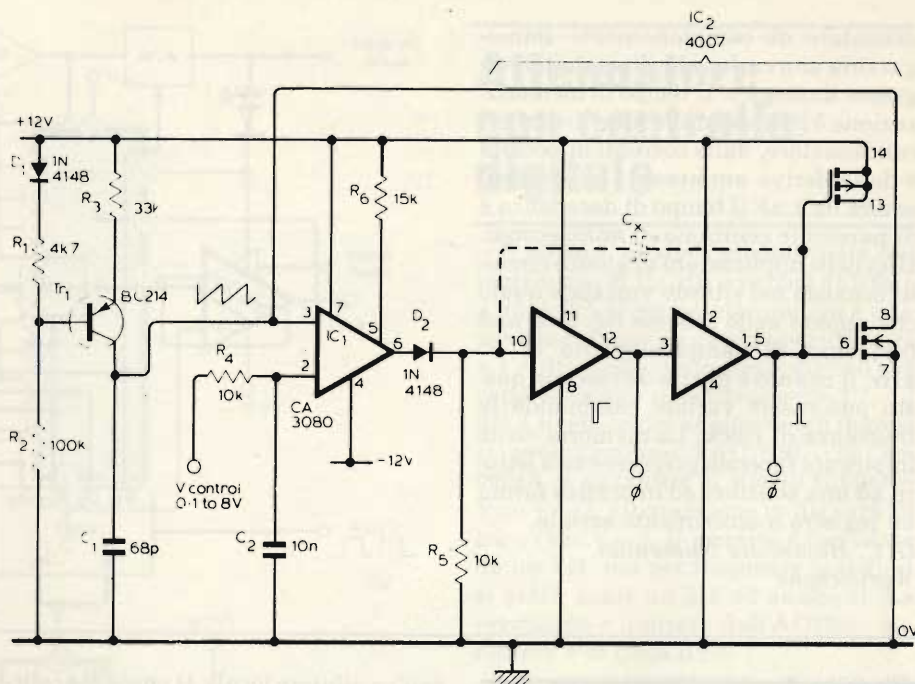 IC2
4007
+12V
D1
1N
4148
R3
33k
R6
15k
14
13
Cx
R1
4k7
Tr1
BC214
3
7
IC1
5
6
D2
1N
4148
10
11
12
8
3
2
1,5
4
6
8
7
R4
10k
2
4
CA
3080
-12V
R2
100k
V control
0·1 to 8V
C1
68p
C2
10n
R5
10k
ϕ
ϕ̅
0V